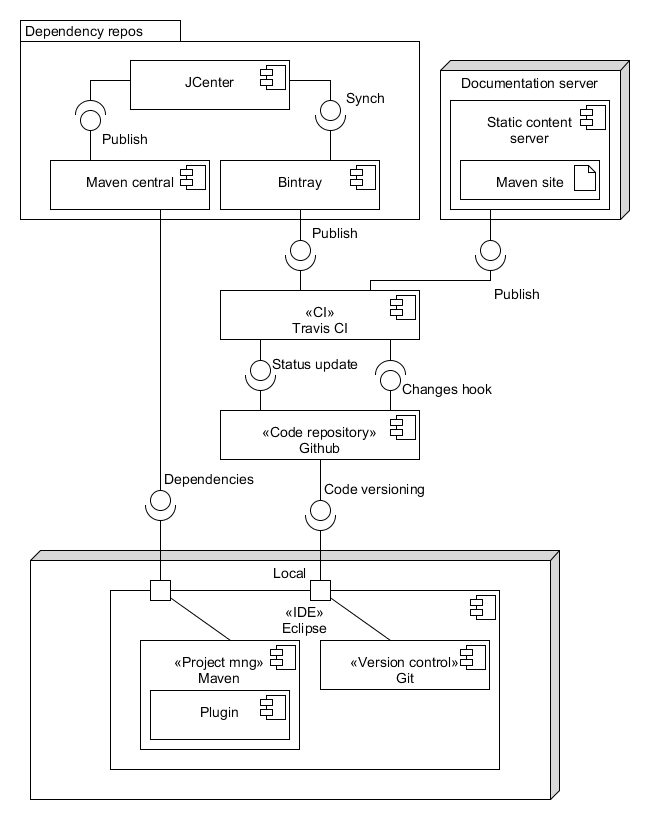 Dependency repos
JCenter
Documentation server
Synch
Static content
server
Publish
Maven central
Bintray
Maven site
Publish
Publish
«CI»
Travis CI
Status update
Changes hook
«Code repository»
Github
Dependencies
Code versioning
Local
«IDE»
Eclipse
«Project mng»
Maven
«Version control»
Git
Plugin